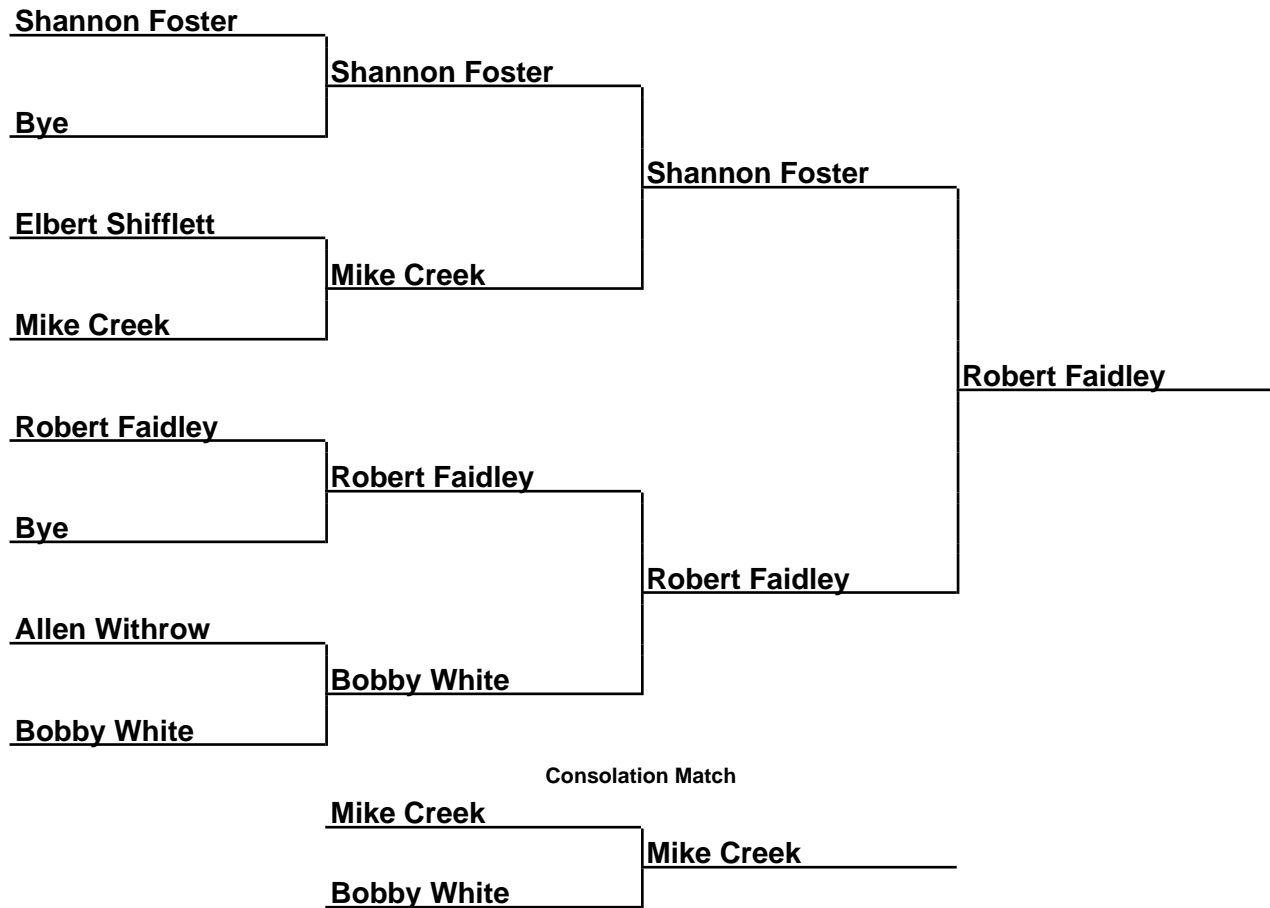 Shannon Foster
Shannon Foster
Bye
Shannon Foster
Elbert Shifflett
Mike Creek
Mike Creek
Robert Faidley
Robert Faidley
Robert Faidley
Bye
Robert Faidley
Allen Withrow
Bobby White
Bobby White
Consolation Match
Mike Creek
Mike Creek
Bobby White